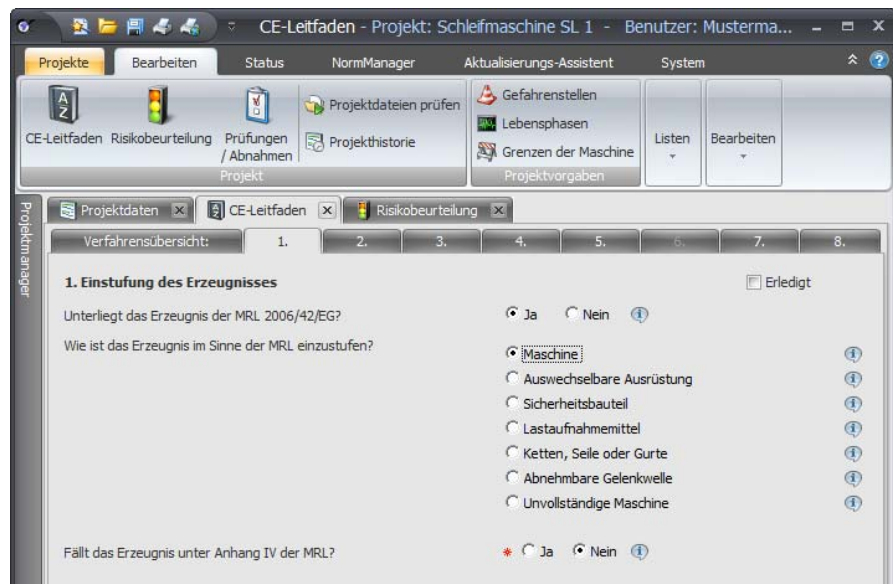 CE-Leitfaden - Projekt: Schleifmaschine SL 1 - Benutzer: Musterma...
Projekte Bearbeiten Status NormManager Aktualisierungs-Assistent System
CE-Leitfaden Risikobeurteilung Prüfungen / Abnahmen
Projektdateien prüfen
Projekthistorie
Projekt
Gefahrenstellen
Lebensphasen
Grenzen der Maschine
Projektvorgaben
Listen Bearbeiten
Projektmanager
Projektdaten CE-Leitfaden Risikobeurteilung
Verfahrensübersicht: 1. 2. 3. 4. 5. 6. 7. 8.
1. Einstufung des Erzeugnisses Erledigt
Unterliegt das Erzeugnis der MRL 2006/42/EG? Ja Nein
Wie ist das Erzeugnis im Sinne der MRL einzustufen?
Maschine
Auswechselbare Ausrüstung
Sicherheitsbauteil
Lastaufnahmemittel
Ketten, Seile oder Gurte
Abnehmbare Gelenkwelle
Unvollständige Maschine
Fällt das Erzeugnis unter Anhang IV der MRL? * Ja Nein